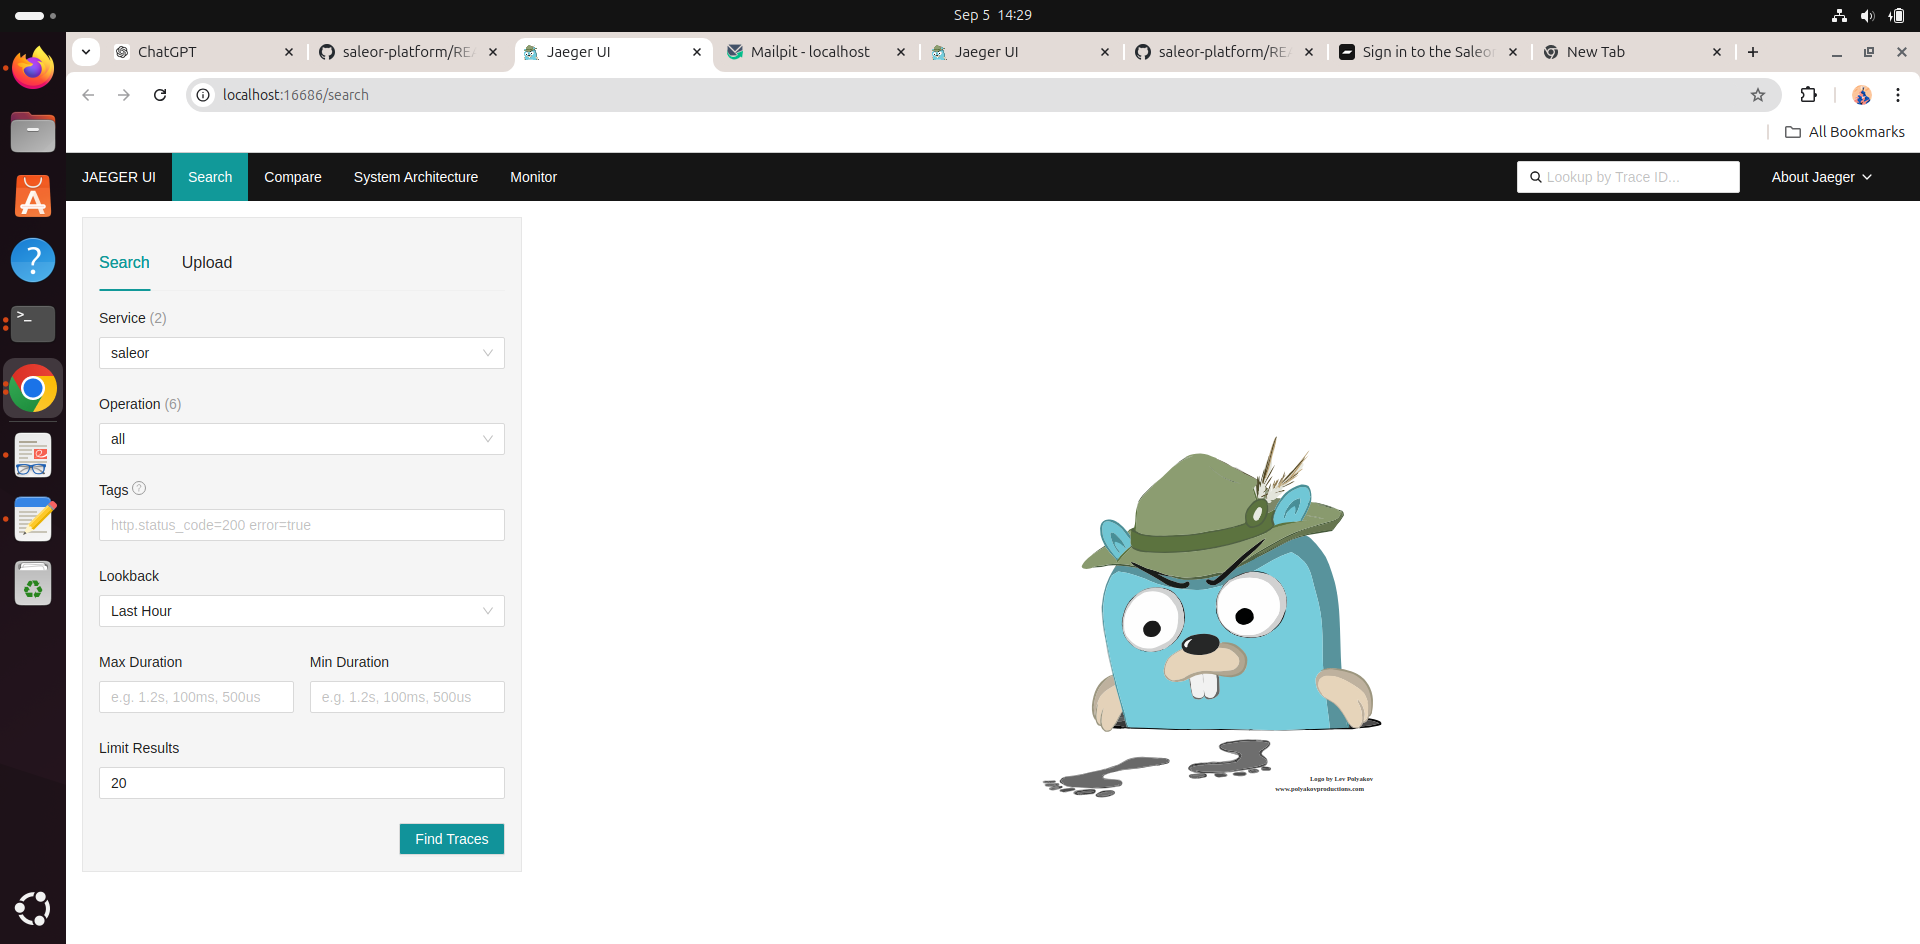 Sep 5 14:29
ChatGPT
saleor-platform/REA
Jaeger UI
Mailpit - localhost
Jaeger UI
saleor-platform/REA
Sign in to the Saleor
New Tab
localhost:16686/search
All Bookmarks
JAEGER UI
Search
Compare
System Architecture
Monitor
Lookup by Trace ID...
About Jaeger
Search
Upload
Service (2)
saleor
Operation (6)
all
Tags
http.status_code=200 error=true
Lookback
Last Hour
Max Duration
Min Duration
e.g. 1.2s, 100ms, 500us
e.g. 1.2s, 100ms, 500us
Limit Results
20
Find Traces
Logo by Lev Polyakov
www.polyakovproductions.com